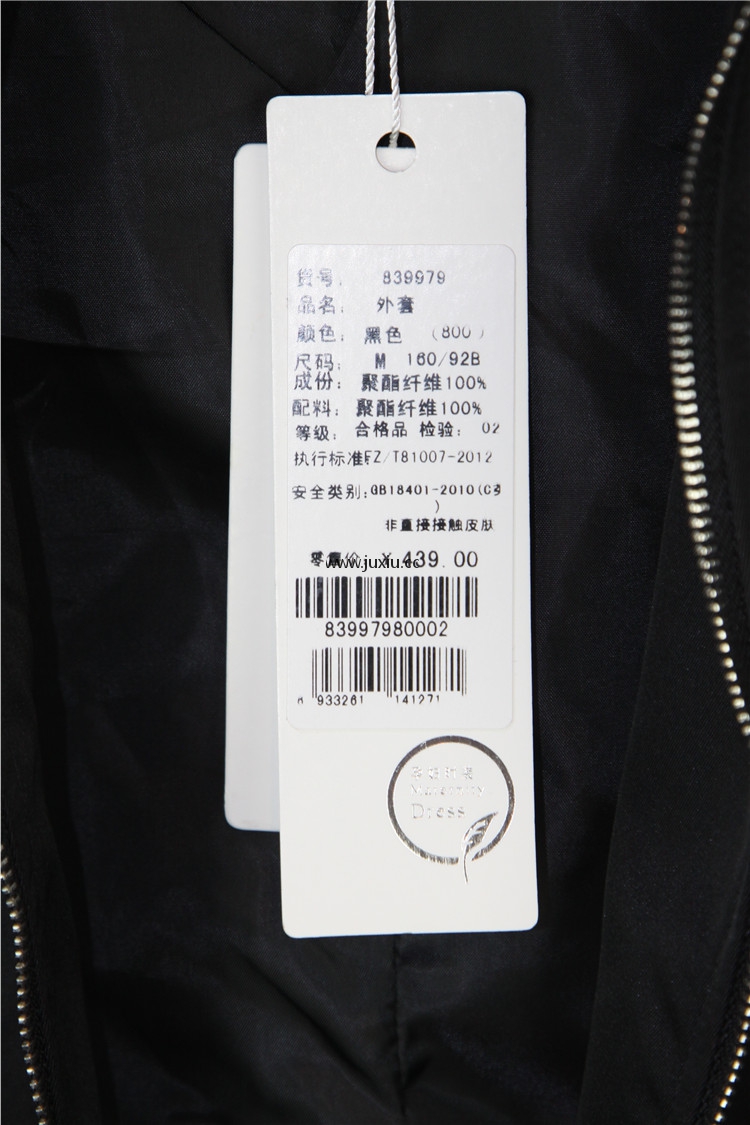 货号: 839979
品名: 外套
颜色: 黑色 (800)
尺码: M 160/92B
成份: 聚酯纤维100%
配料: 聚酯纤维100%
等级: 合格品 检验: 02
执行标准FZ/T81007-2012
安全类别:GB18401-2010(C类
)
非直接接触皮肤
零售价 ¥439.00
www.juxiu.cc
83997980002
6 933261 141271
Maternity
Dress